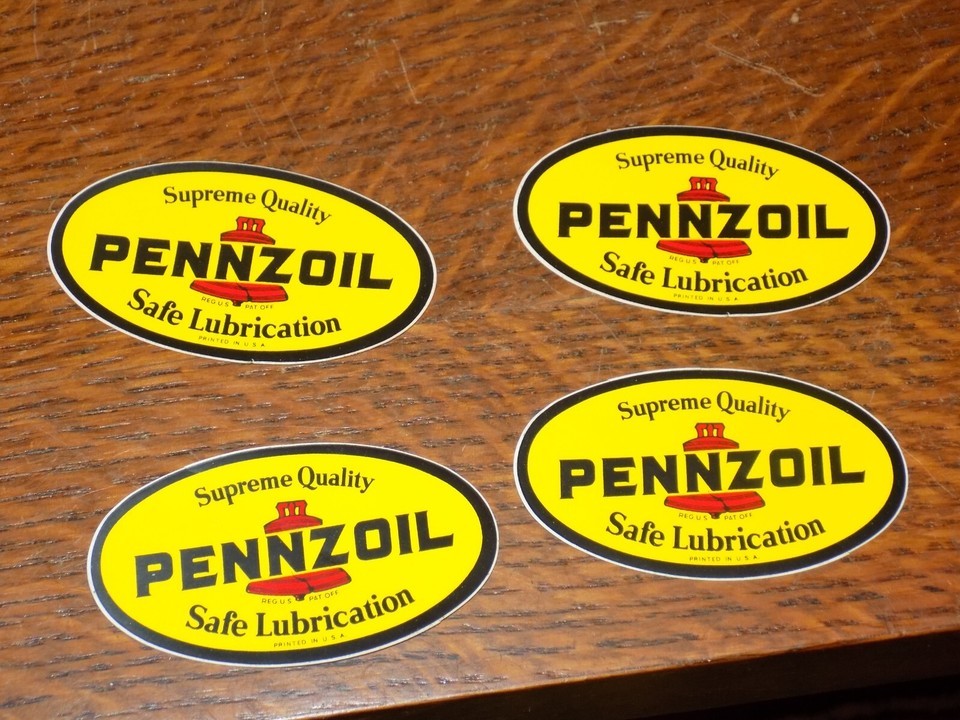 Supreme Quality
PENNZOIL
REG U.S. PAT OFF
Safe Lubrication
PRINTED IN U.S.A.
Supreme Quality
PENNZOIL
REG U.S. PAT OFF
Safe Lubrication
PRINTED IN U.S.A.
Supreme Quality
PENNZOIL
REG U.S. PAT OFF
Safe Lubrication
PRINTED IN U.S.A.
Supreme Quality
PENNZOIL
REG U.S. PAT OFF
Safe Lubrication
PRINTED IN U.S.A.